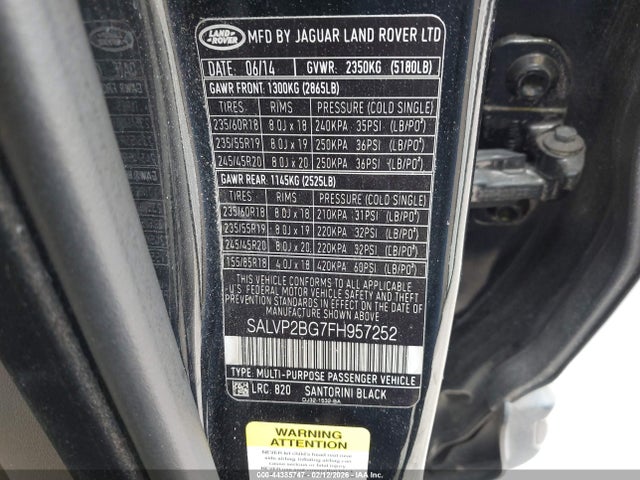 LAND ROVER
MFD BY JAGUAR LAND ROVER LTD
DATE: 06/14 GVWR: 2350KG (5180LB)
GAWR FRONT: 1300KG (2865LB)
TIRES RIMS PRESSURE (COLD SINGLE)
235/60R18 8.0J x 18 240KPA 35PSI (LB/PO²)
235/55R19 8.0J x 19 250KPA 36PSI (LB/PO²)
245/45R20 8.0J x 20 250KPA 36PSI (LB/PO²)
GAWR REAR: 1145KG (2525LB)
TIRES RIMS PRESSURE (COLD SINGLE)
235/60R18 8.0J x 18 210KPA 31PSI (LB/PO²)
235/55R19 8.0J x 19 220KPA 32PSI (LB/PO²)
245/45R20 8.0J x 20 220KPA 32PSI (LB/PO²)
155/85R18 4.0J x 18 420KPA 60PSI (LB/PO²)
THIS VEHICLE CONFORMS TO ALL APPLICABLE
U.S. FEDERAL MOTOR VEHICLE SAFETY AND THEFT
PREVENTION STANDARDS IN EFFECT ON THE DATE OF
MANUFACTURE SHOWN ABOVE
SALVP2BG7FH957252
TYPE: MULTI-PURPOSE PASSENGER VEHICLE
LRC: 820 SANTORINI BLACK
WARNING
ATTENTION
000-44385747 - 02/12/2026 - IAA Inc.